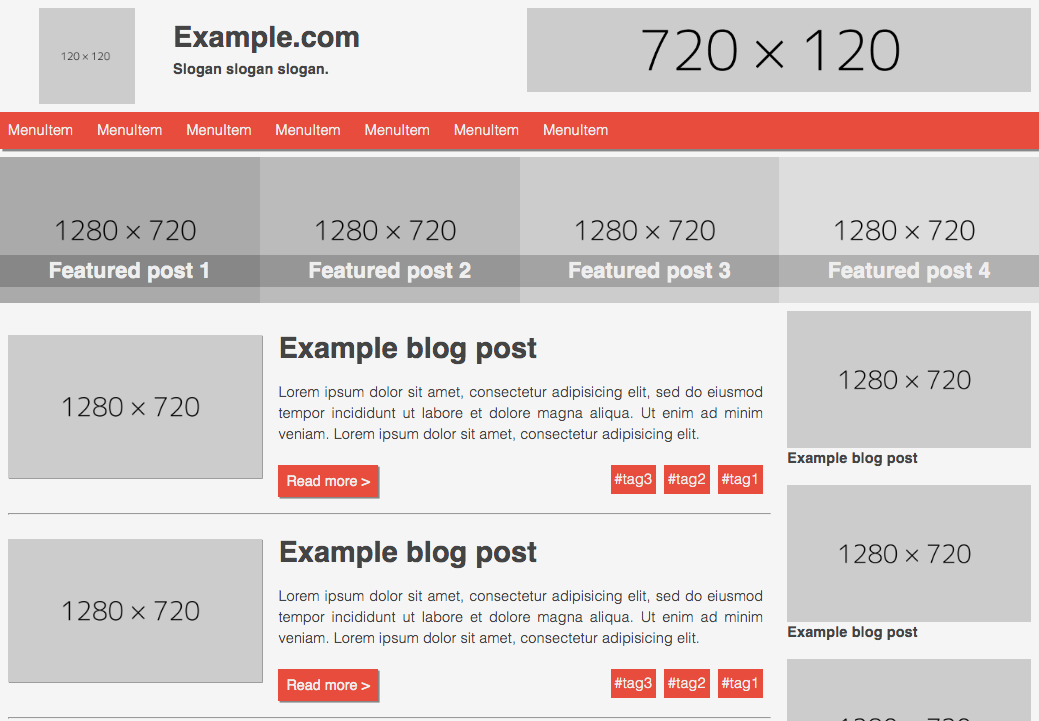 120 × 120
Example.com
Slogan slogan slogan.
720 × 120
MenuItem MenuItem MenuItem MenuItem MenuItem MenuItem MenuItem
1280 × 720
Featured post 1
1280 × 720
Featured post 2
1280 × 720
Featured post 3
1280 × 720
Featured post 4
1280 × 720
Example blog post
Lorem ipsum dolor sit amet, consectetur adipisicing elit, sed do eiusmod
tempor incididunt ut labore et dolore magna aliqua. Ut enim ad minim
veniam. Lorem ipsum dolor sit amet, consectetur adipisicing elit.
Read more >
#tag3 #tag2 #tag1
1280 × 720
Example blog post
Lorem ipsum dolor sit amet, consectetur adipisicing elit, sed do eiusmod
tempor incididunt ut labore et dolore magna aliqua. Ut enim ad minim
veniam. Lorem ipsum dolor sit amet, consectetur adipisicing elit.
Read more >
#tag3 #tag2 #tag1
1280 × 720
Example blog post
1280 × 720
Example blog post